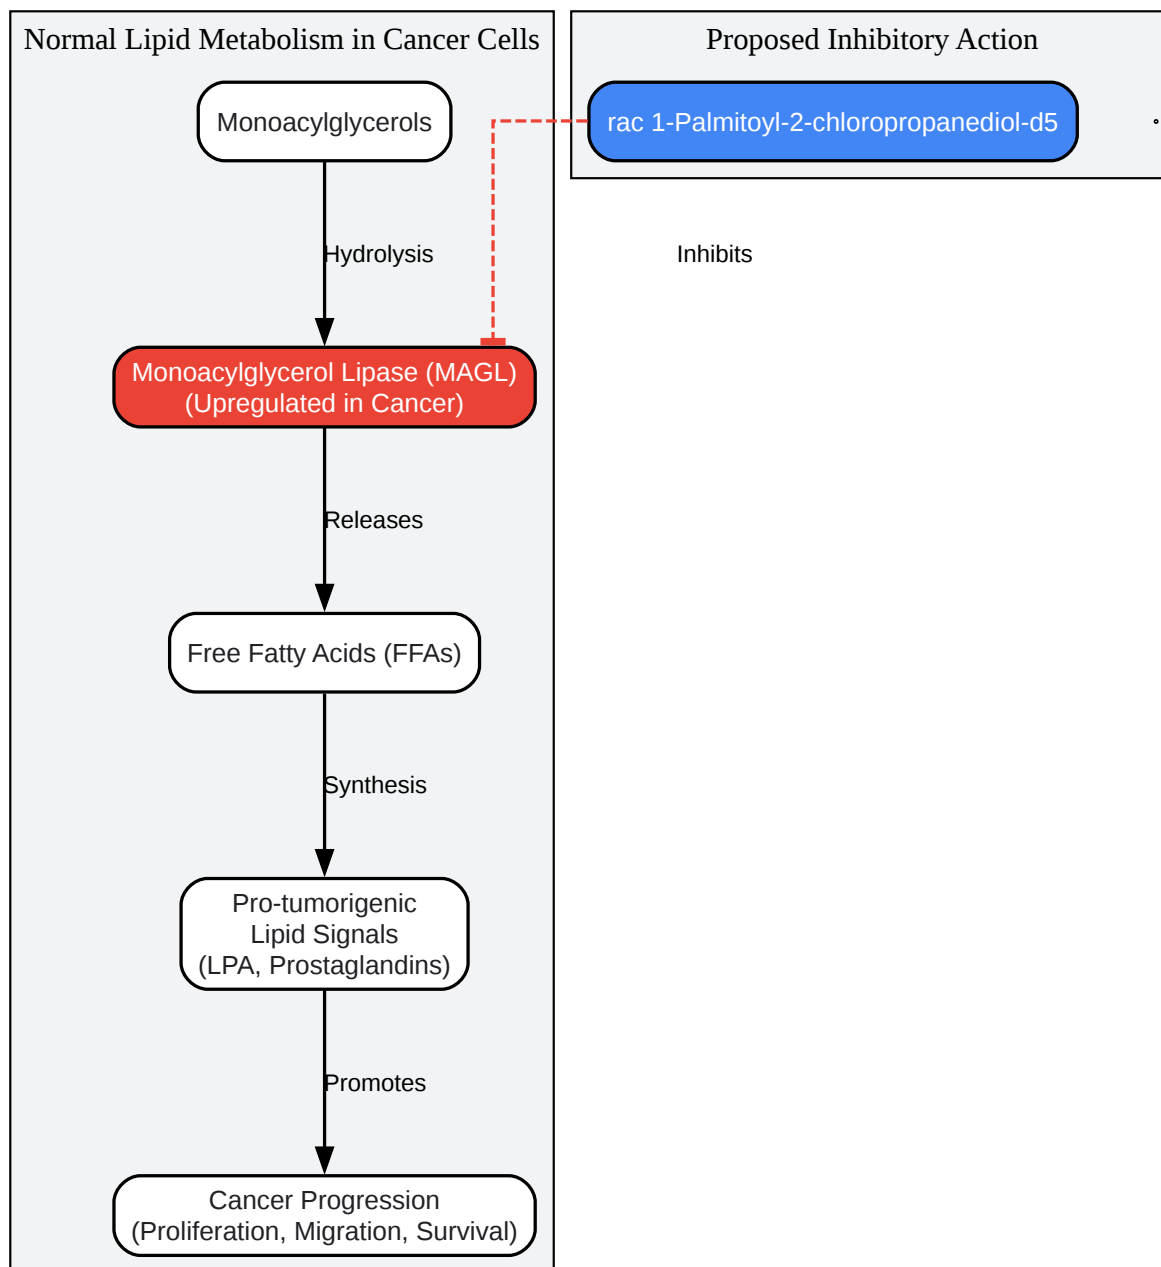 Normal Lipid Metabolism in Cancer Cells
Proposed Inhibitory Action
Monoacylglycerols
rac 1-Palmitoyl-2-chloropropanediol-d5
Hydrolysis
Inhibits
Monoacylglycerol Lipase (MAGL)
(Upregulated in Cancer)
Releases
Free Fatty Acids (FFAs)
Synthesis
Pro-tumorigenic
Lipid Signals
(LPA, Prostaglandins)
Promotes
Cancer Progression
(Proliferation, Migration, Survival)